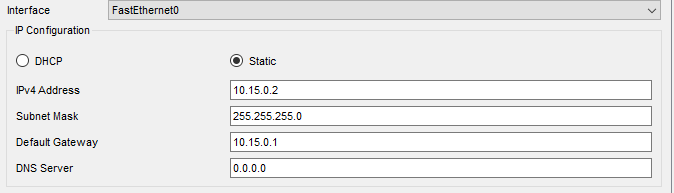 Interface FastEthernet0
IP Configuration
DHCP Static
IPv4 Address 10.15.0.2
Subnet Mask 255.255.255.0
Default Gateway 10.15.0.1
DNS Server 0.0.0.0